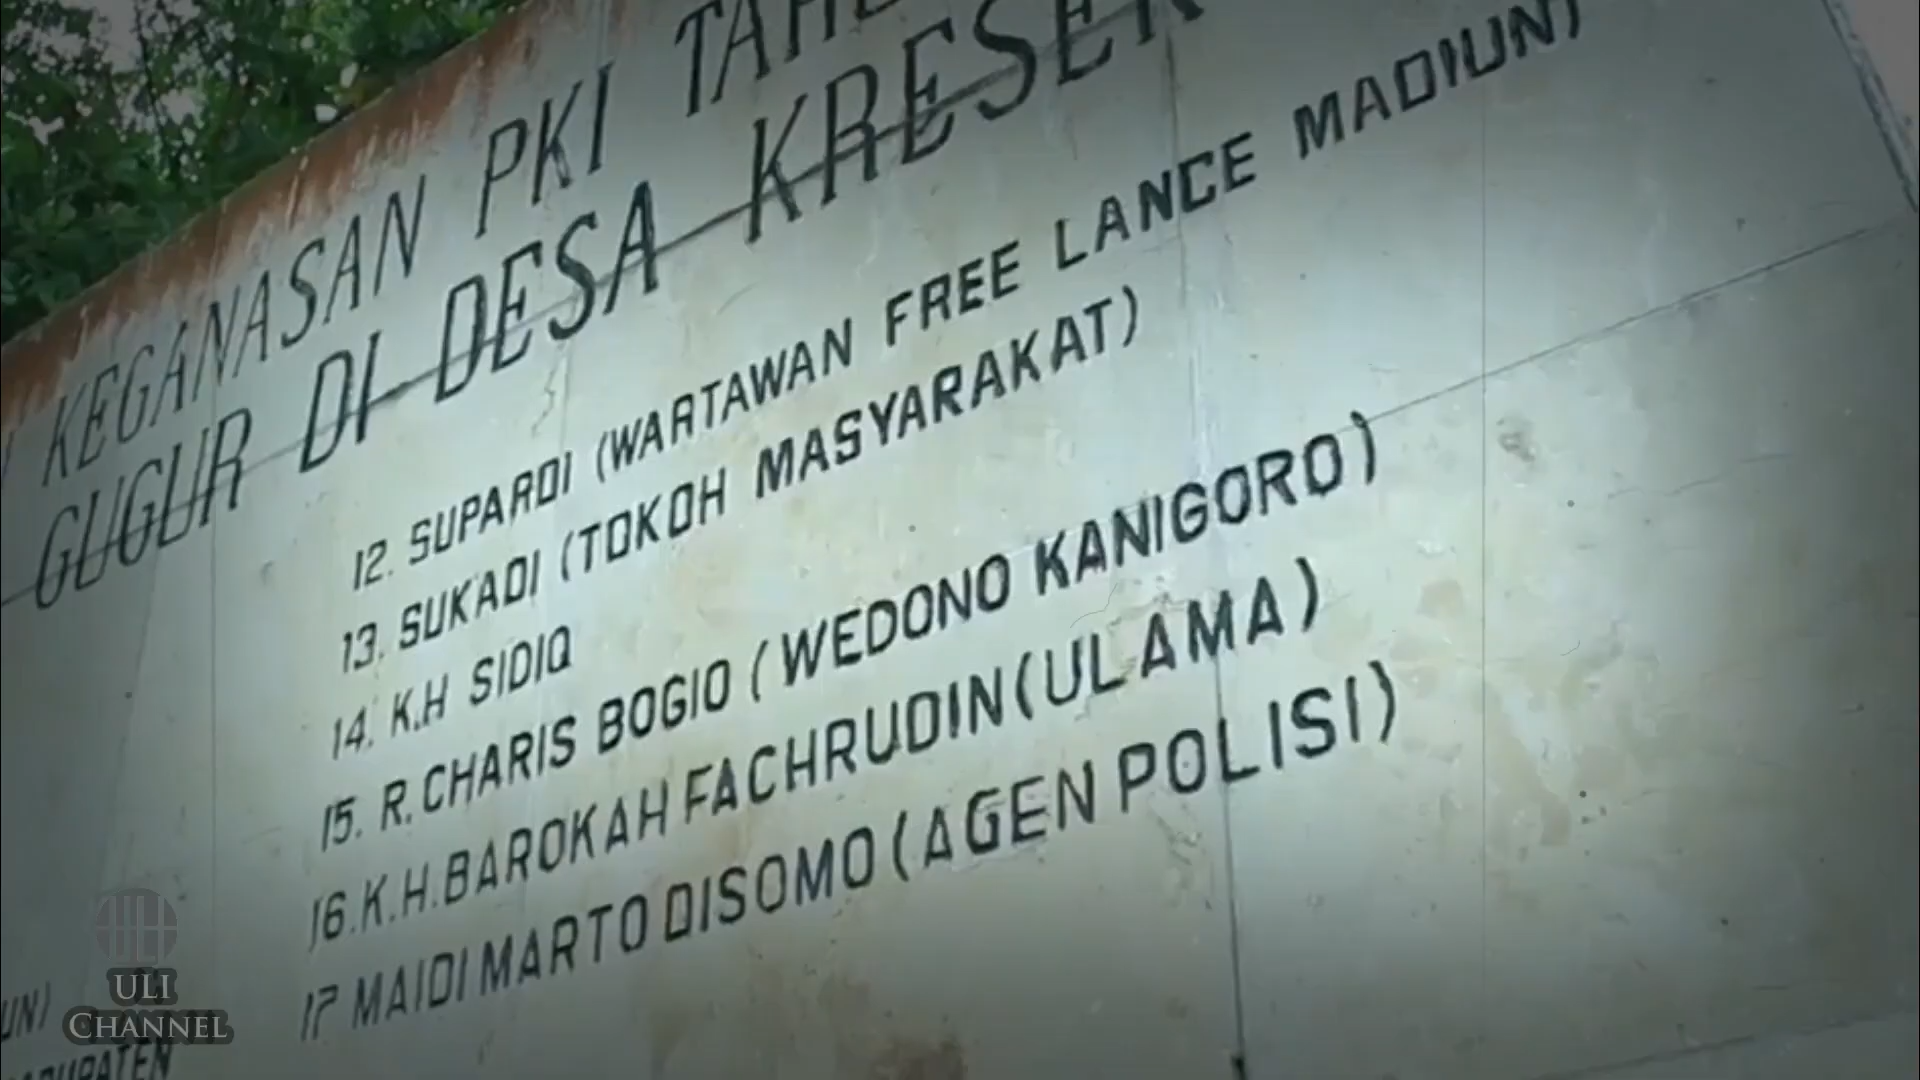 KEGANASAN PKI
GUGUR DI DESA KRESEK
12. SUPARDI (WARTAWAN FREE LANCE MADIUN)
13. SUKADI (TOKOH MASYARAKAT)
14. K.H SIDIQ
15. R. CHARIS BOGIO (WEDONO KANIGORO)
16. K.H. BAROKAH FACHRUDIN (ULAMA)
17 MAIDI MARTO DISOMO (AGEN POLISI)
ULI
CHANNEL